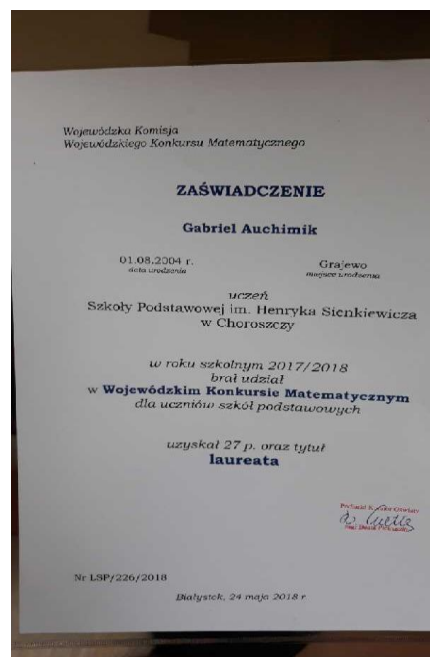 Wojewódzka Komisja
Wojewódzkiego Konkursu Matematycznego
ZAŚWIADCZENIE
Gabriel Auchimik
01.08.2004 r.
data urodzenia
Grajewo
miejsce urodzenia
uczeń
Szkoły Podstawowej im. Henryka Sienkiewicza
w Choroszczy
w roku szkolnym 2017/2018
brał udział
w Wojewódzkim Konkursie Matematycznym
dla uczniów szkół podstawowych
uzyskał 27 p. oraz tytuł
laureata
Nr LSP/226/2018
Białystok, 24 maja 2018 r